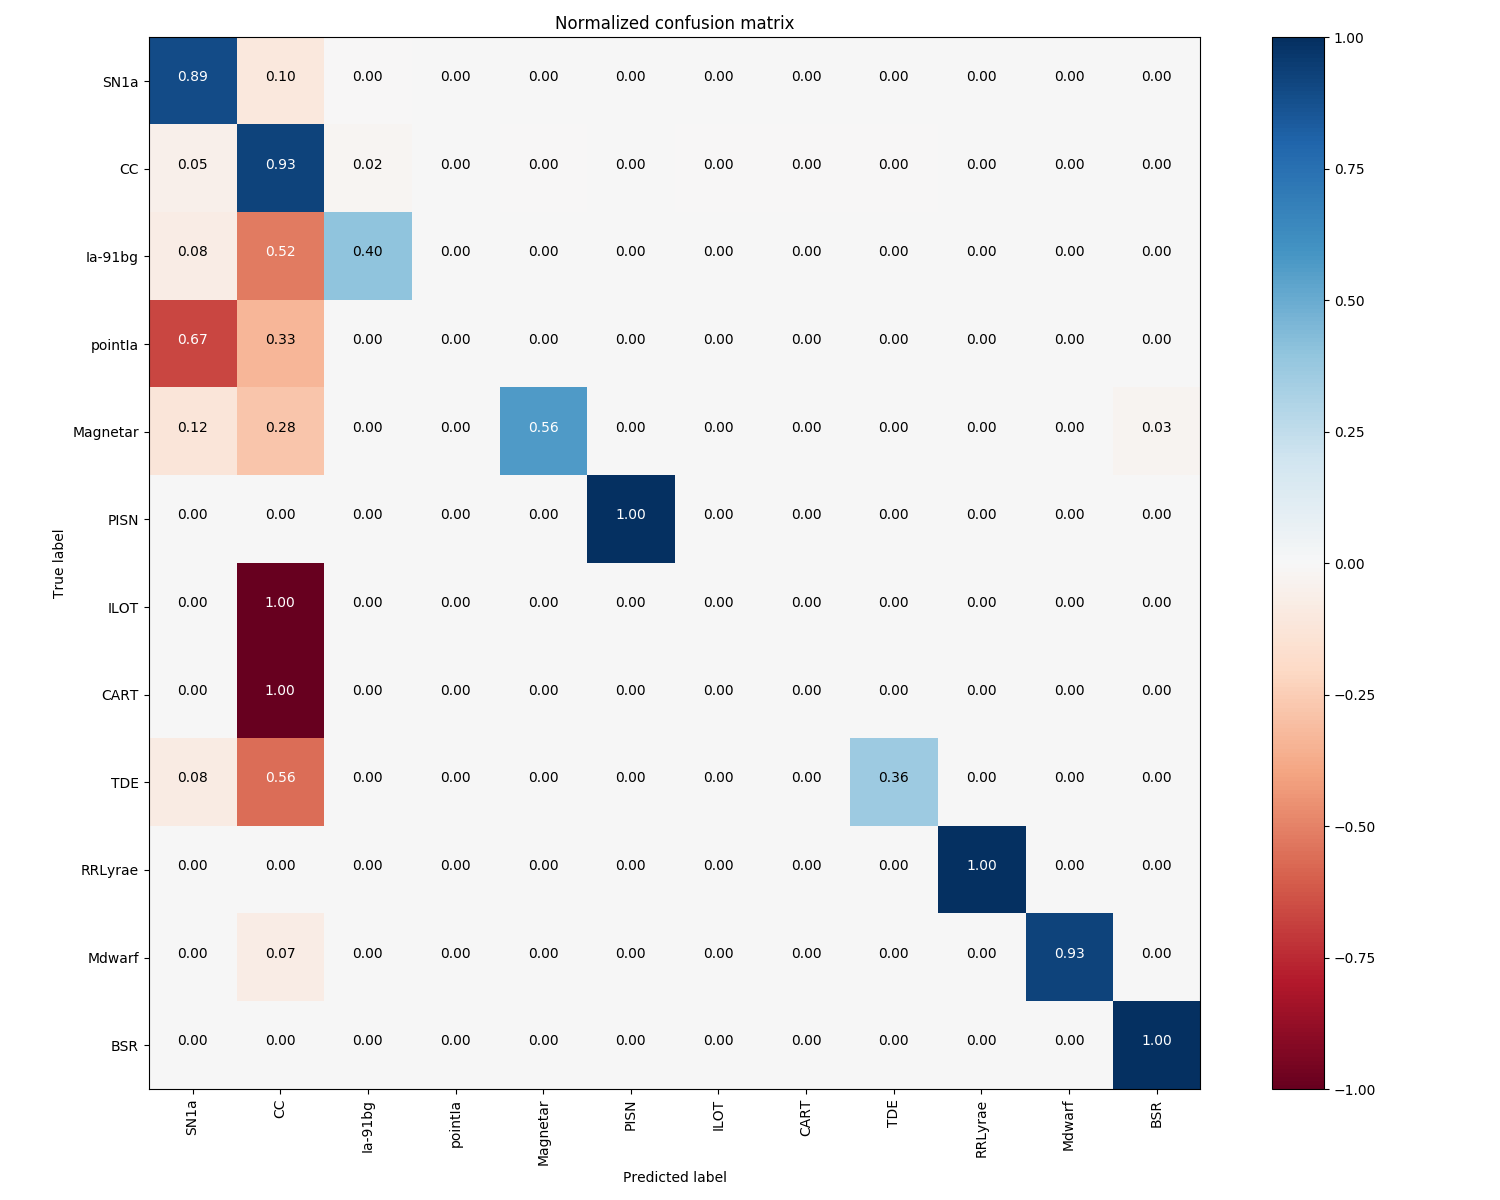 Normalized confusion matrix
SN1a 0.89 0.10 0.00 0.00 0.00 0.00 0.00 0.00 0.00 0.00 0.00 0.00
CC 0.05 0.93 0.02 0.00 0.00 0.00 0.00 0.00 0.00 0.00 0.00 0.00
Ia-91bg 0.08 0.52 0.40 0.00 0.00 0.00 0.00 0.00 0.00 0.00 0.00 0.00
pointIa 0.67 0.33 0.00 0.00 0.00 0.00 0.00 0.00 0.00 0.00 0.00 0.00
Magnetar 0.12 0.28 0.00 0.00 0.56 0.00 0.00 0.00 0.00 0.00 0.00 0.03
PISN 0.00 0.00 0.00 0.00 0.00 1.00 0.00 0.00 0.00 0.00 0.00 0.00
ILOT 0.00 1.00 0.00 0.00 0.00 0.00 0.00 0.00 0.00 0.00 0.00 0.00
CART 0.00 1.00 0.00 0.00 0.00 0.00 0.00 0.00 0.00 0.00 0.00 0.00
TDE 0.08 0.56 0.00 0.00 0.00 0.00 0.00 0.00 0.36 0.00 0.00 0.00
RRLyrae 0.00 0.00 0.00 0.00 0.00 0.00 0.00 0.00 0.00 1.00 0.00 0.00
Mdwarf 0.00 0.07 0.00 0.00 0.00 0.00 0.00 0.00 0.00 0.00 0.93 0.00
BSR 0.00 0.00 0.00 0.00 0.00 0.00 0.00 0.00 0.00 0.00 0.00 1.00
True label
SN1a CC Ia-91bg pointIa Magnetar PISN ILOT CART TDE RRLyrae Mdwarf BSR
Predicted label
1.00
0.75
0.50
0.25
0.00
−0.25
−0.50
−0.75
−1.00